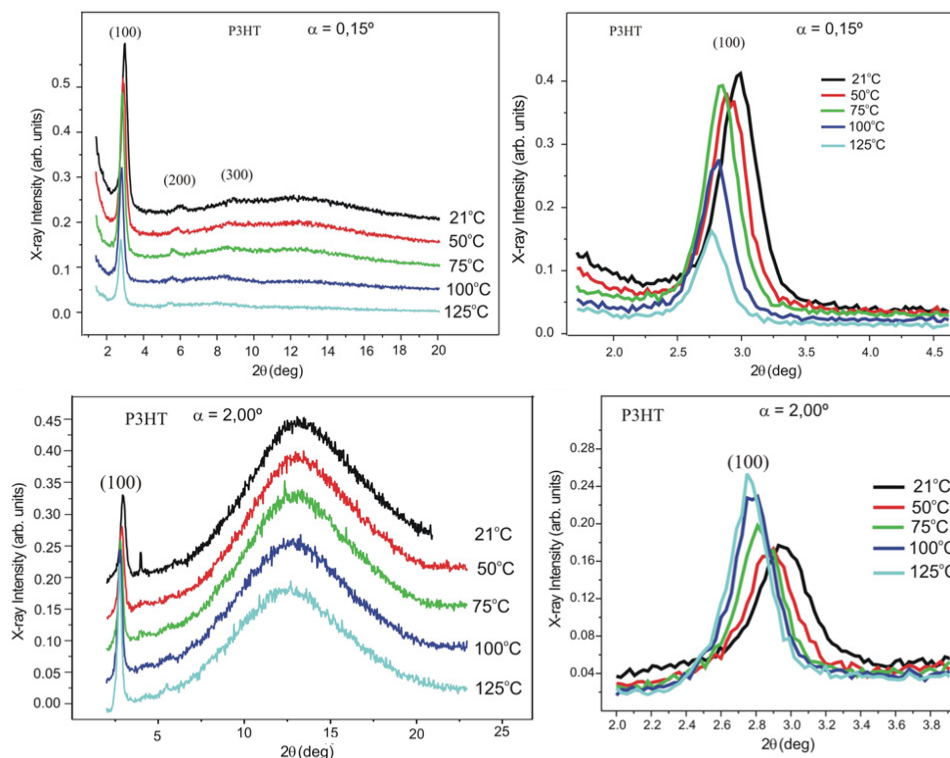 P3HT α = 0,15º
(100)
(200)
(300)
21°C
50°C
75°C
100°C
125°C
0.5
0.4
0.3
0.2
0.1
0.0
X-ray Intensity (arb. units)
2 4 6 8 10 12 14 16 18 20
2θ (deg)
P3HT α = 0,15º
(100)
21°C
50°C
75°C
100°C
125°C
0.4
0.3
0.2
0.1
0.0
X-ray Intensity (arb. units)
2.0 2.5 3.0 3.5 4.0 4.5
2θ (deg)
P3HT α = 2,00º
(100)
21°C
50°C
75°C
100°C
125°C
0.45
0.40
0.35
0.30
0.25
0.20
0.15
0.10
0.05
0.00
X-ray Intensity (arb. units)
5 10 15 20 25
2θ (deg)
P3HT α = 2,00º
(100)
21°C
50°C
75°C
100°C
125°C
0.28
0.24
0.20
0.16
0.12
0.08
0.04
X-ray Intensity (arb. units)
2.0 2.2 2.4 2.6 2.8 3.0 3.2 3.4 3.6 3.8
2θ (deg)